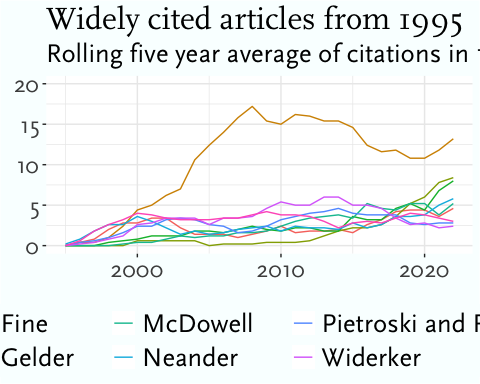 Widely cited articles from 1995
Rolling five year average of citations in
20
15
10
5
0
2000 2010 2020
Fine McDowell Pietroski and
Gelder Neander Widerker